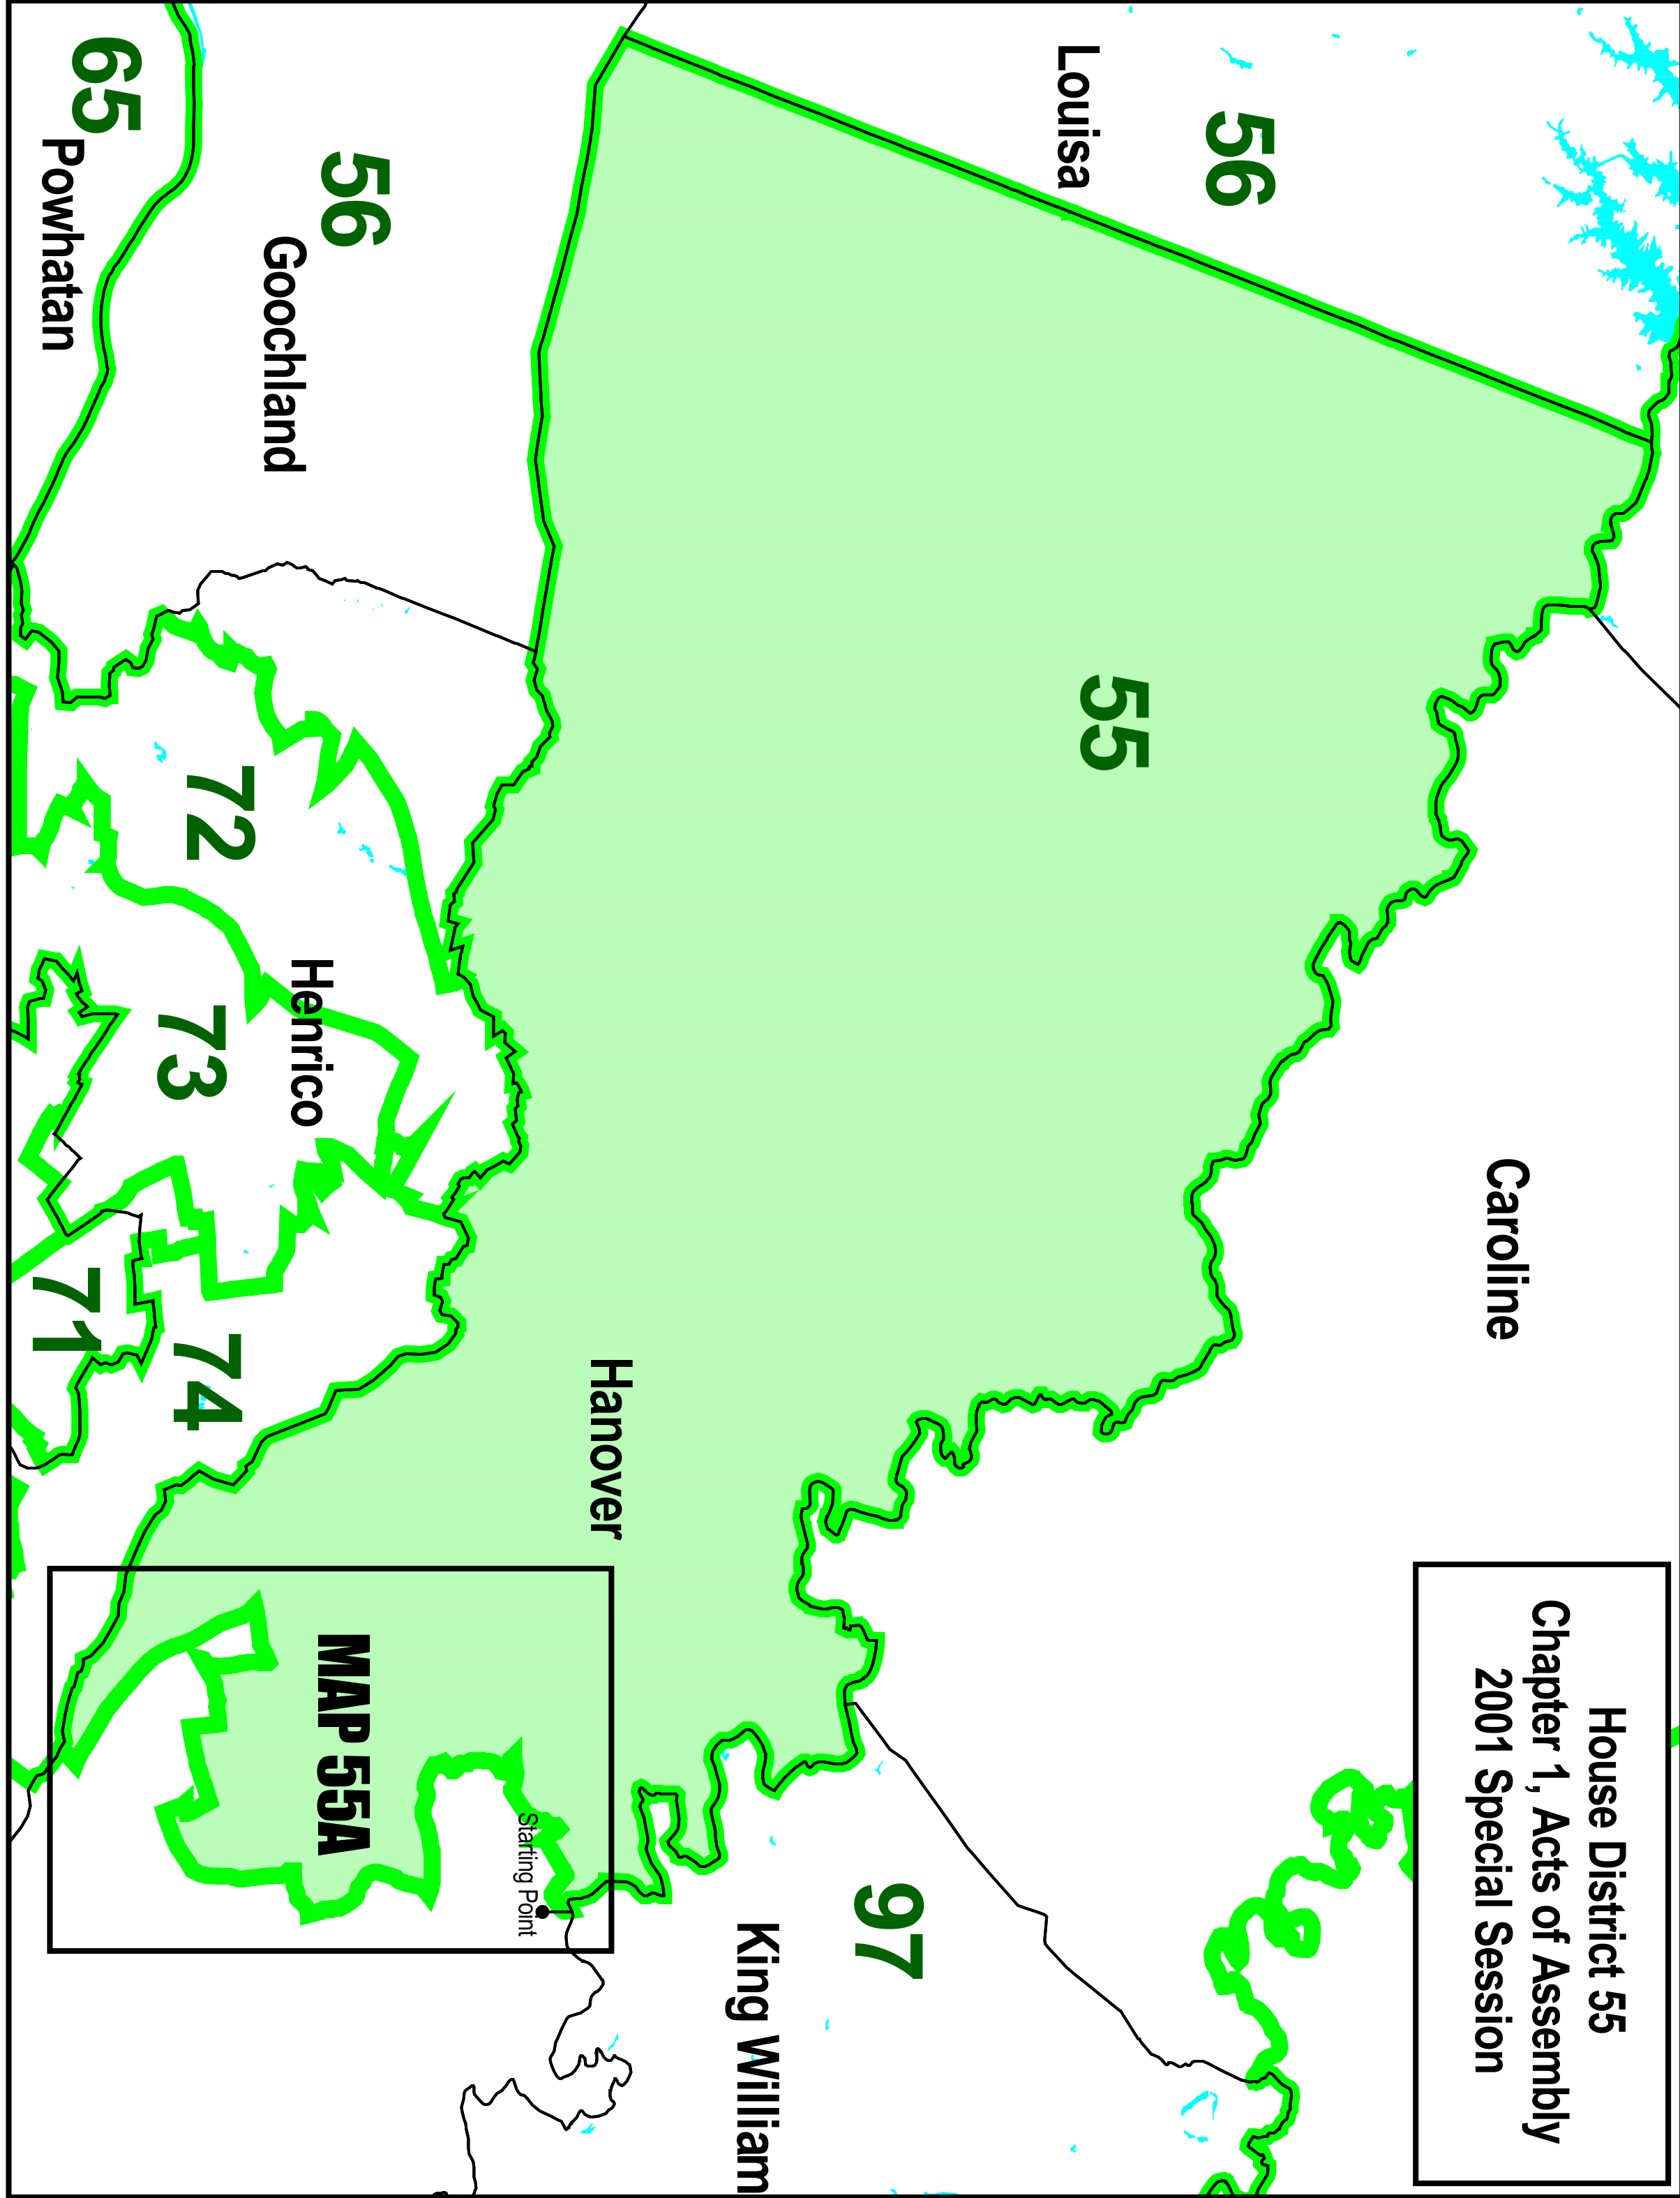 House District 55
Chapter 1, Acts of Assembly
2001 Special Session
56
Louisa
Caroline
55
97
King William
Hanover
56
Goochland
Starting Point
MAP 55A
Henrico
72
73
74
65
Powhatan
71